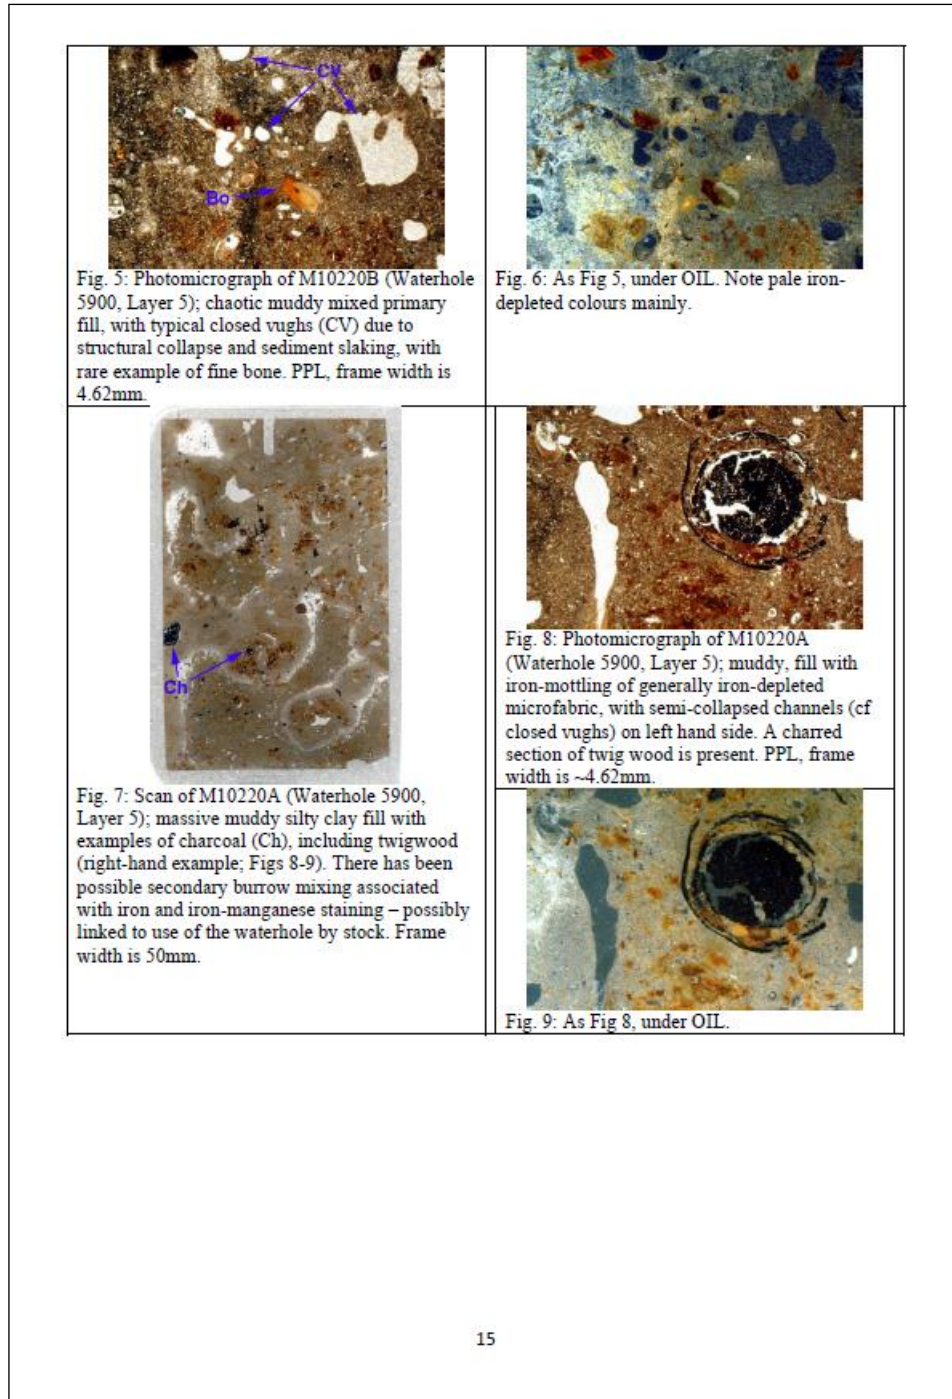 CV
Bo
Fig. 5: Photomicrograph of M10220B (Waterhole
5900, Layer 5); chaotic muddy mixed primary
fill, with typical closed vughs (CV) due to
structural collapse and sediment slaking, with
rare example of fine bone. PPL, frame width is
4.62mm.
Fig. 6: As Fig 5, under OIL. Note pale iron-
depleted colours mainly.
Ch
Fig. 7: Scan of M10220A (Waterhole 5900,
Layer 5); massive muddy silty clay fill with
examples of charcoal (Ch), including twigwood
(right-hand example; Figs 8-9). There has been
possible secondary burrow mixing associated
with iron and iron-manganese staining – possibly
linked to use of the waterhole by stock. Frame
width is 50mm.
Fig. 8: Photomicrograph of M10220A
(Waterhole 5900, Layer 5); muddy, fill with
iron-mottling of generally iron-depleted
microfabric, with semi-collapsed channels (cf
closed vughs) on left hand side. A charred
section of twig wood is present. PPL, frame
width is ~4.62mm.
Fig. 9: As Fig 8, under OIL.
15